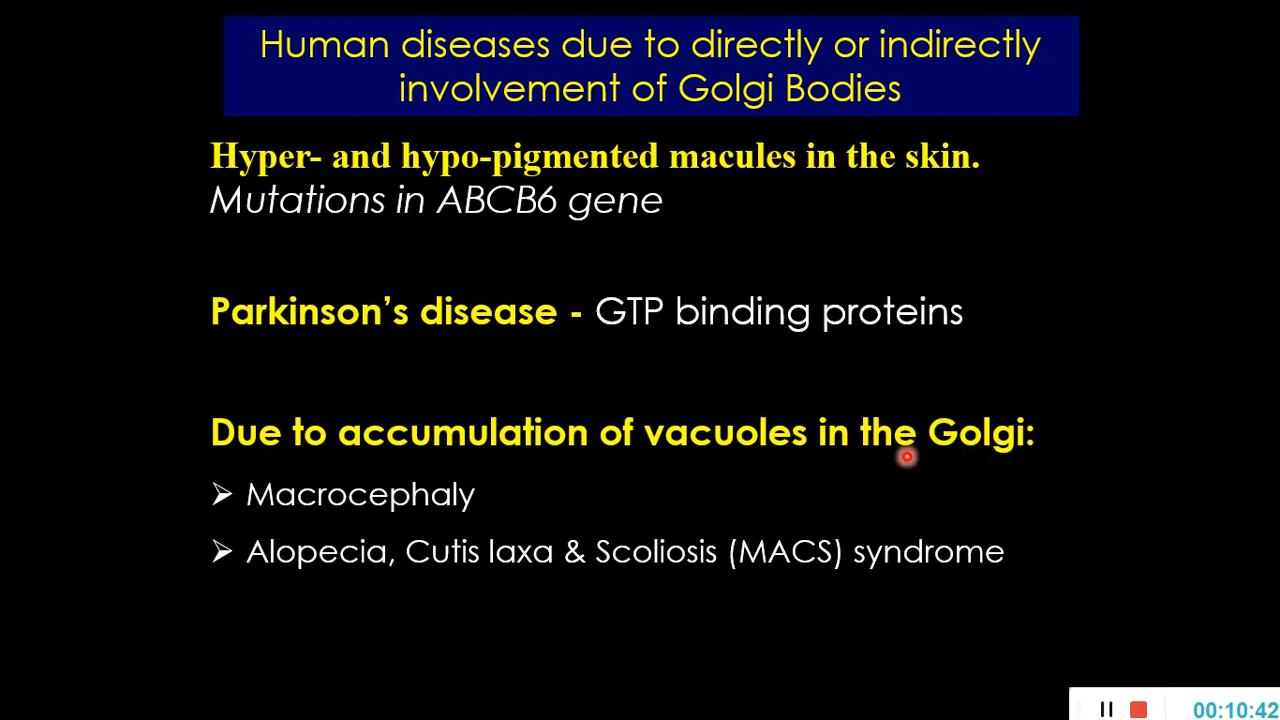 Human diseases due to directly or indirectly
involvement of Golgi Bodies
Hyper- and hypo-pigmented macules in the skin.
Mutations in ABCB6 gene
Parkinson’s disease - GTP binding proteins
Due to accumulation of vacuoles in the Golgi:
➢ Macrocephaly
➢ Alopecia, Cutis laxa & Scoliosis (MACS) syndrome
00:10:42